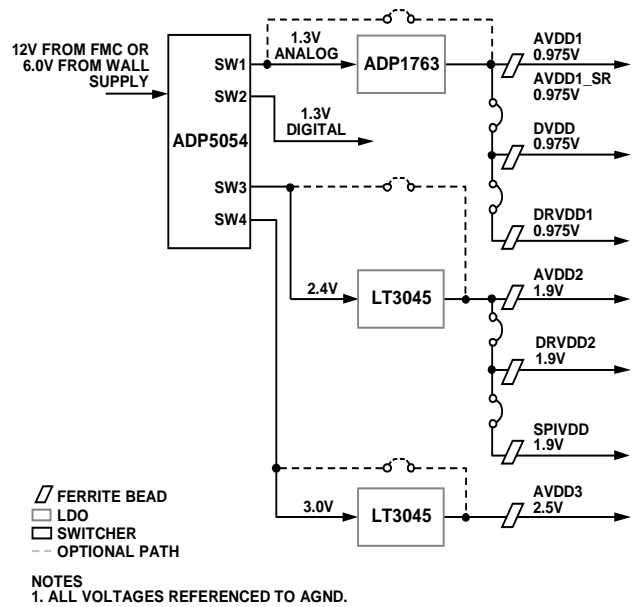 12V FROM FMC OR
6.0V FROM WALL
SUPPLY
ADP5054
SW1
SW2
SW3
SW4
1.3V
ANALOG
ADP1763
1.3V
DIGITAL
AVDD1
0.975V
AVDD1_SR
0.975V
DVDD
0.975V
DRVDD1
0.975V
2.4V
LT3045
AVDD2
1.9V
DRVDD2
1.9V
SPIVDD
1.9V
3.0V
LT3045
AVDD3
2.5V
FERRITE BEAD
LDO
SWITCHER
OPTIONAL PATH
NOTES
1. ALL VOLTAGES REFERENCED TO AGND.